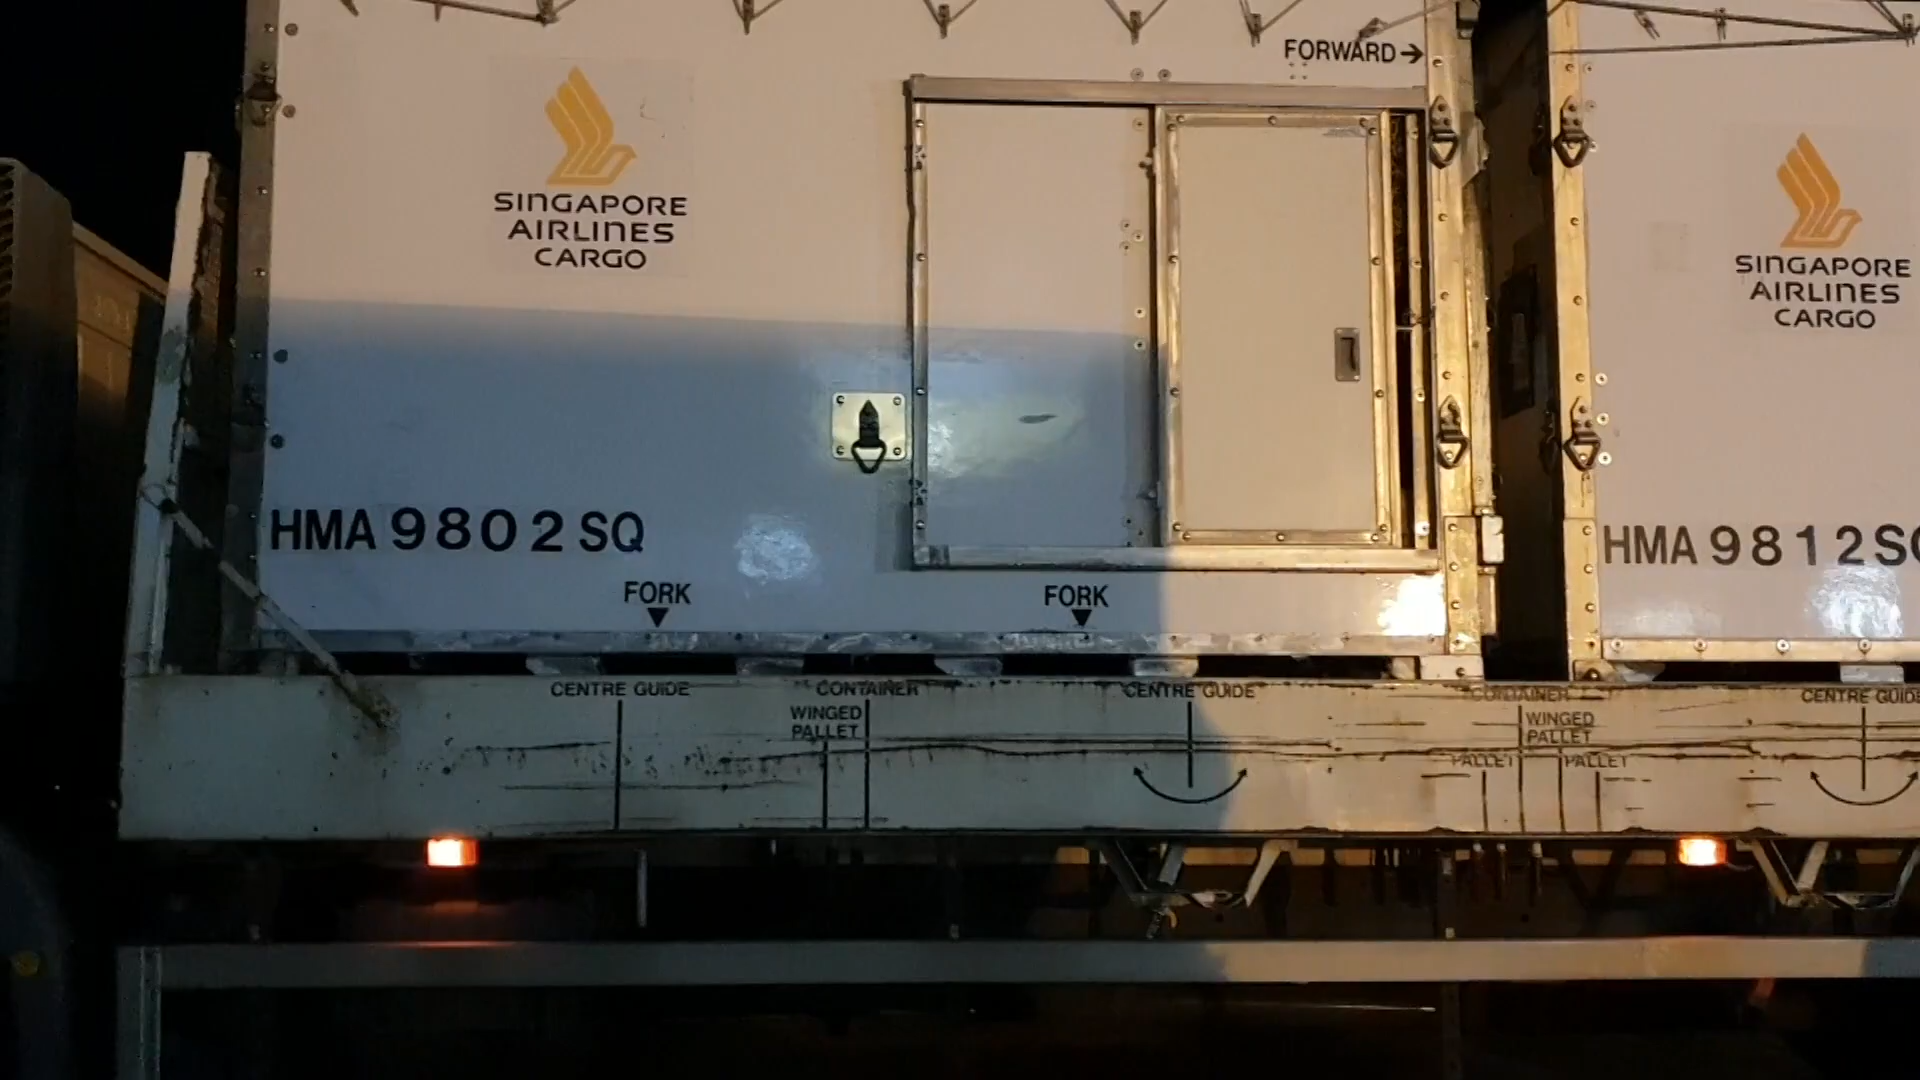 FORWARD→
SINGAPORE
AIRLINES
CARGO
HMA 9802 SQ
FORK
FORK
SINGAPORE
AIRLINES
CARGO
HMA 9812 SQ
CENTRE GUIDE
CONTAINER
WINGED
PALLET
CENTRE GUIDE
CONTAINER
WINGED
PALLET
PALLET
PALLET
CENTRE GUIDE